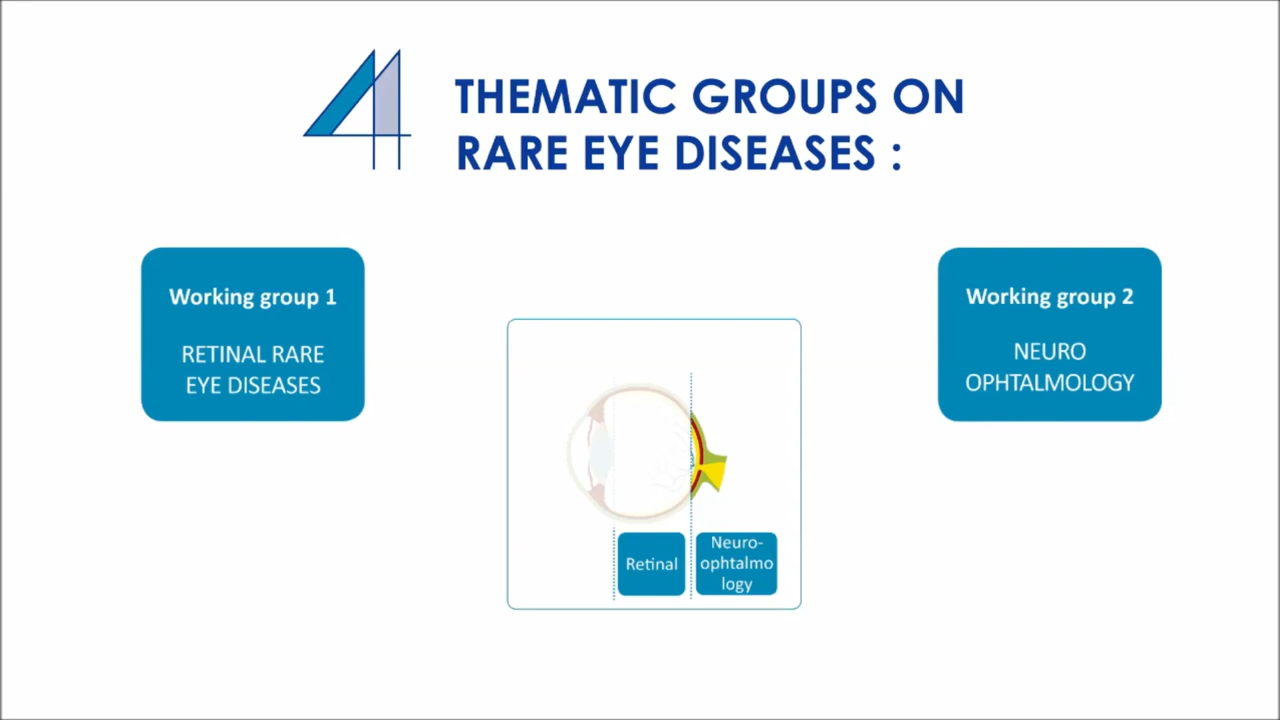 4 THEMATIC GROUPS ON
RARE EYE DISEASES :
Working group 1
RETINAL RARE
EYE DISEASES
Working group 2
NEURO
OPHTALMOLOGY
Retinal
Neuro-
ophtalmo
logy